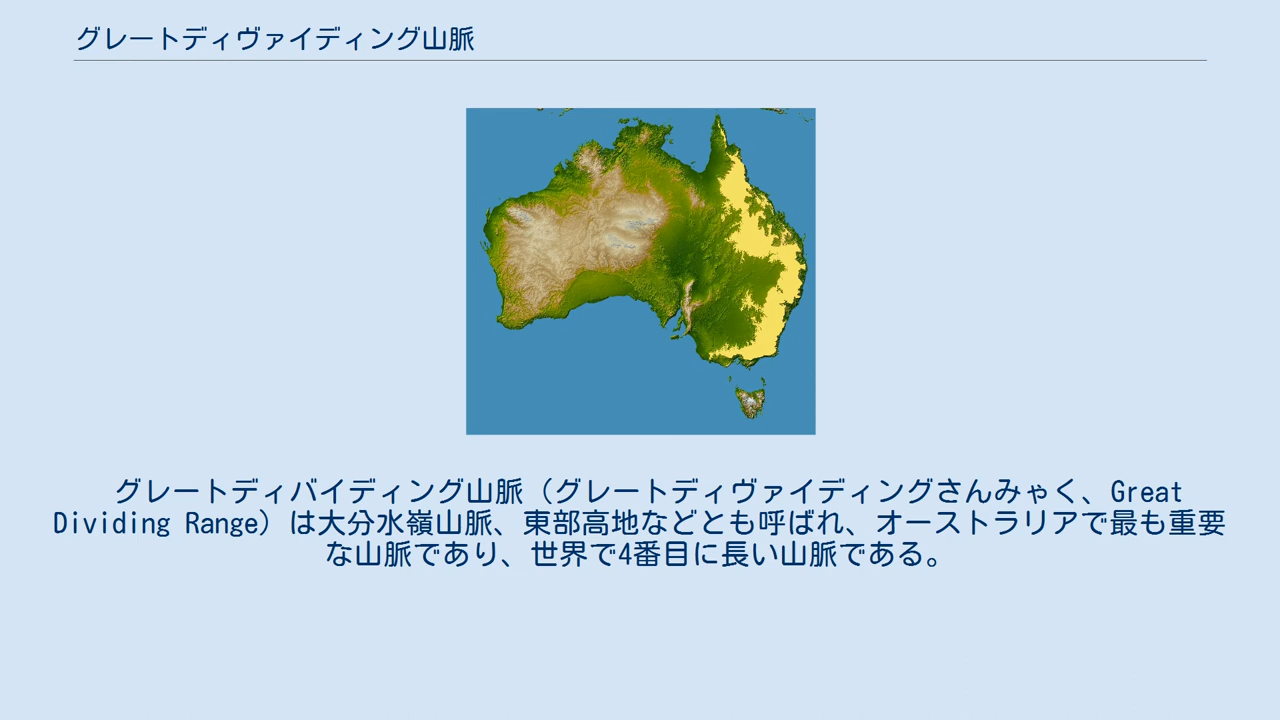 グレートディヴァイディング山脈
グレートディバイディング山脈（グレートディヴァイディングさんみゃく、Great
Dividing Range）は大分水嶺山脈、東部高地などとも呼ばれ、オーストラリアで最も重要
な山脈であり、世界で4番目に長い山脈である。